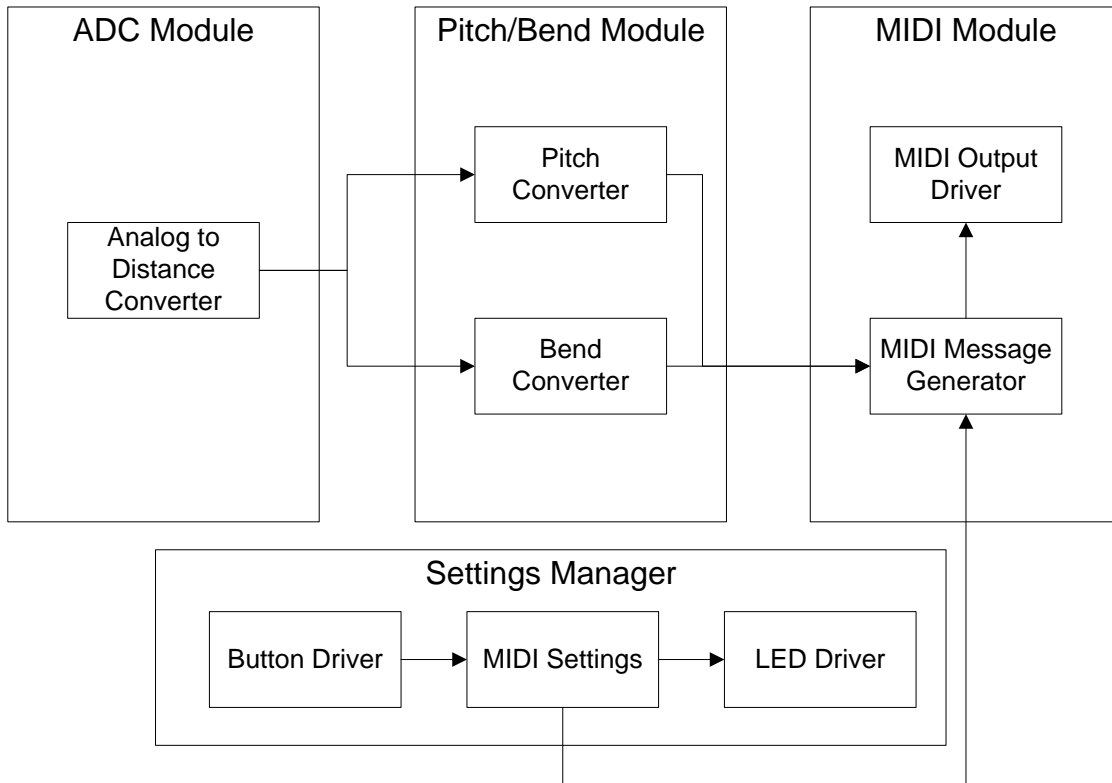 ADC Module
Pitch/Bend Module
MIDI Module
Pitch
Converter
MIDI Output
Driver
Analog to
Distance
Converter
Bend
Converter
MIDI Message
Generator
Settings Manager
Button Driver
MIDI Settings
LED Driver